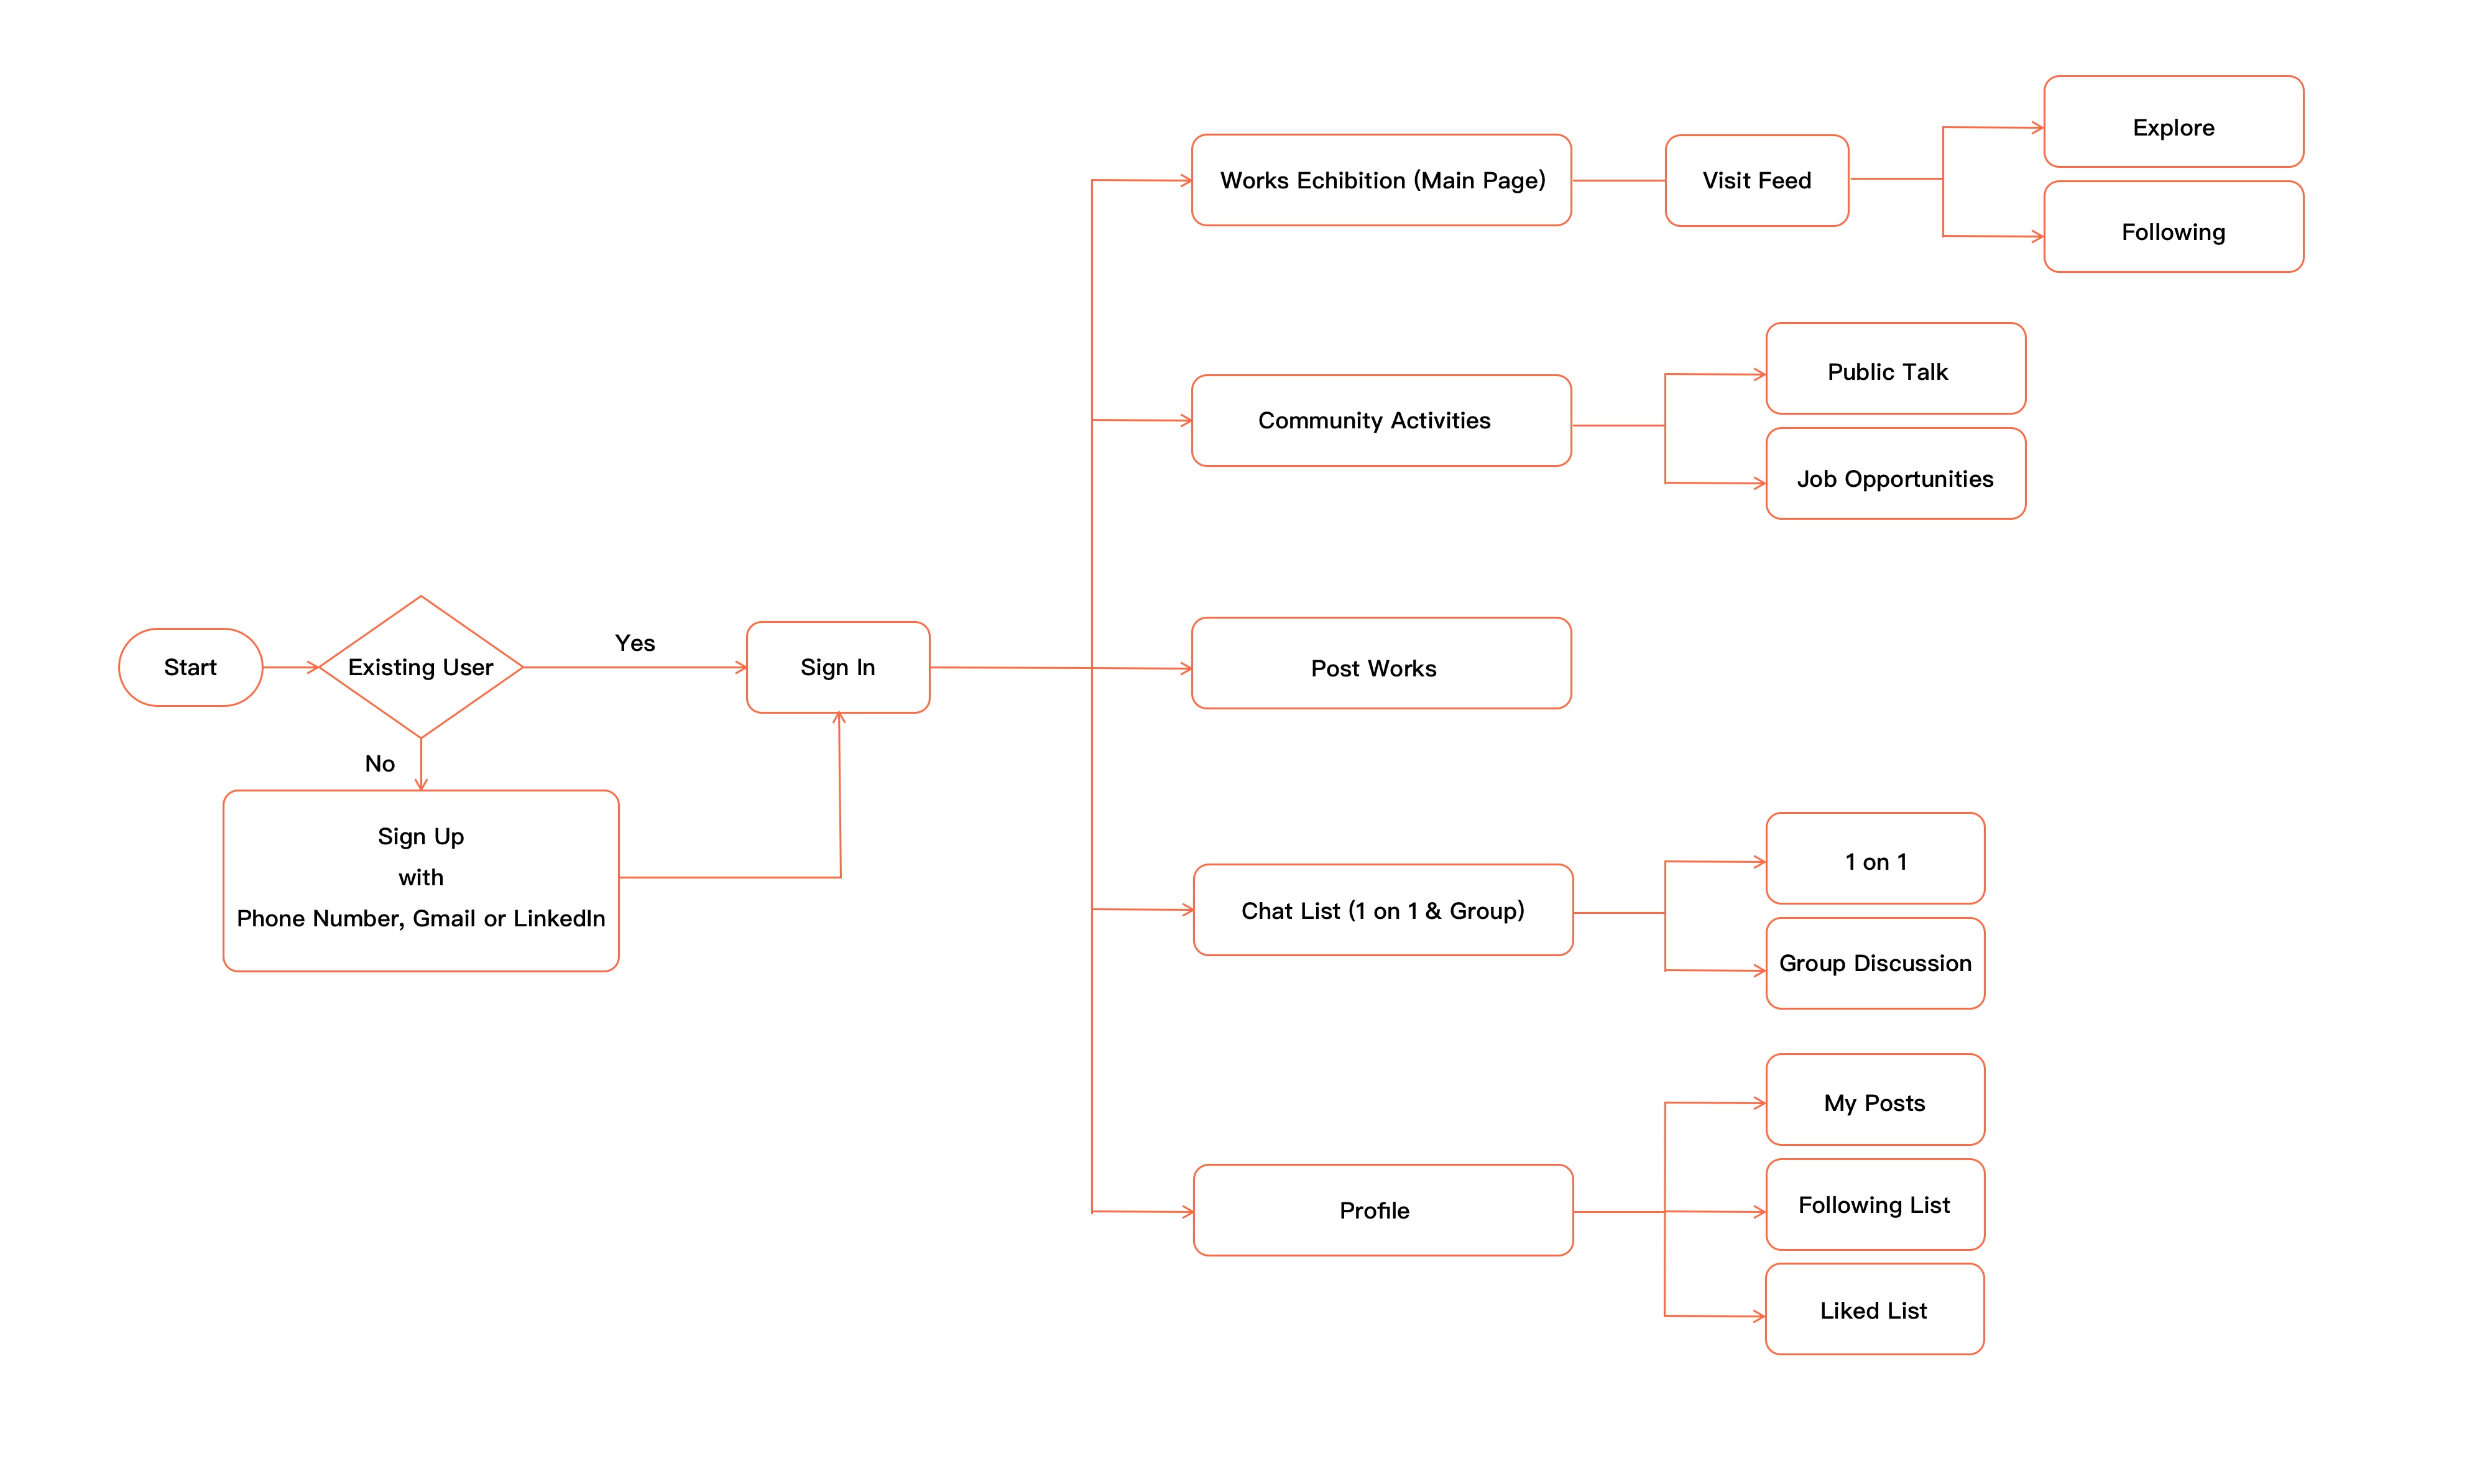 Start
Existing User
Yes
No
Sign Up
with
Phone Number, Gmail or LinkedIn
Sign In
Works Echibition (Main Page)
Visit Feed
Explore
Following
Community Activities
Public Talk
Job Opportunities
Post Works
Chat List (1 on 1 & Group)
1 on 1
Group Discussion
Profile
My Posts
Following List
Liked List